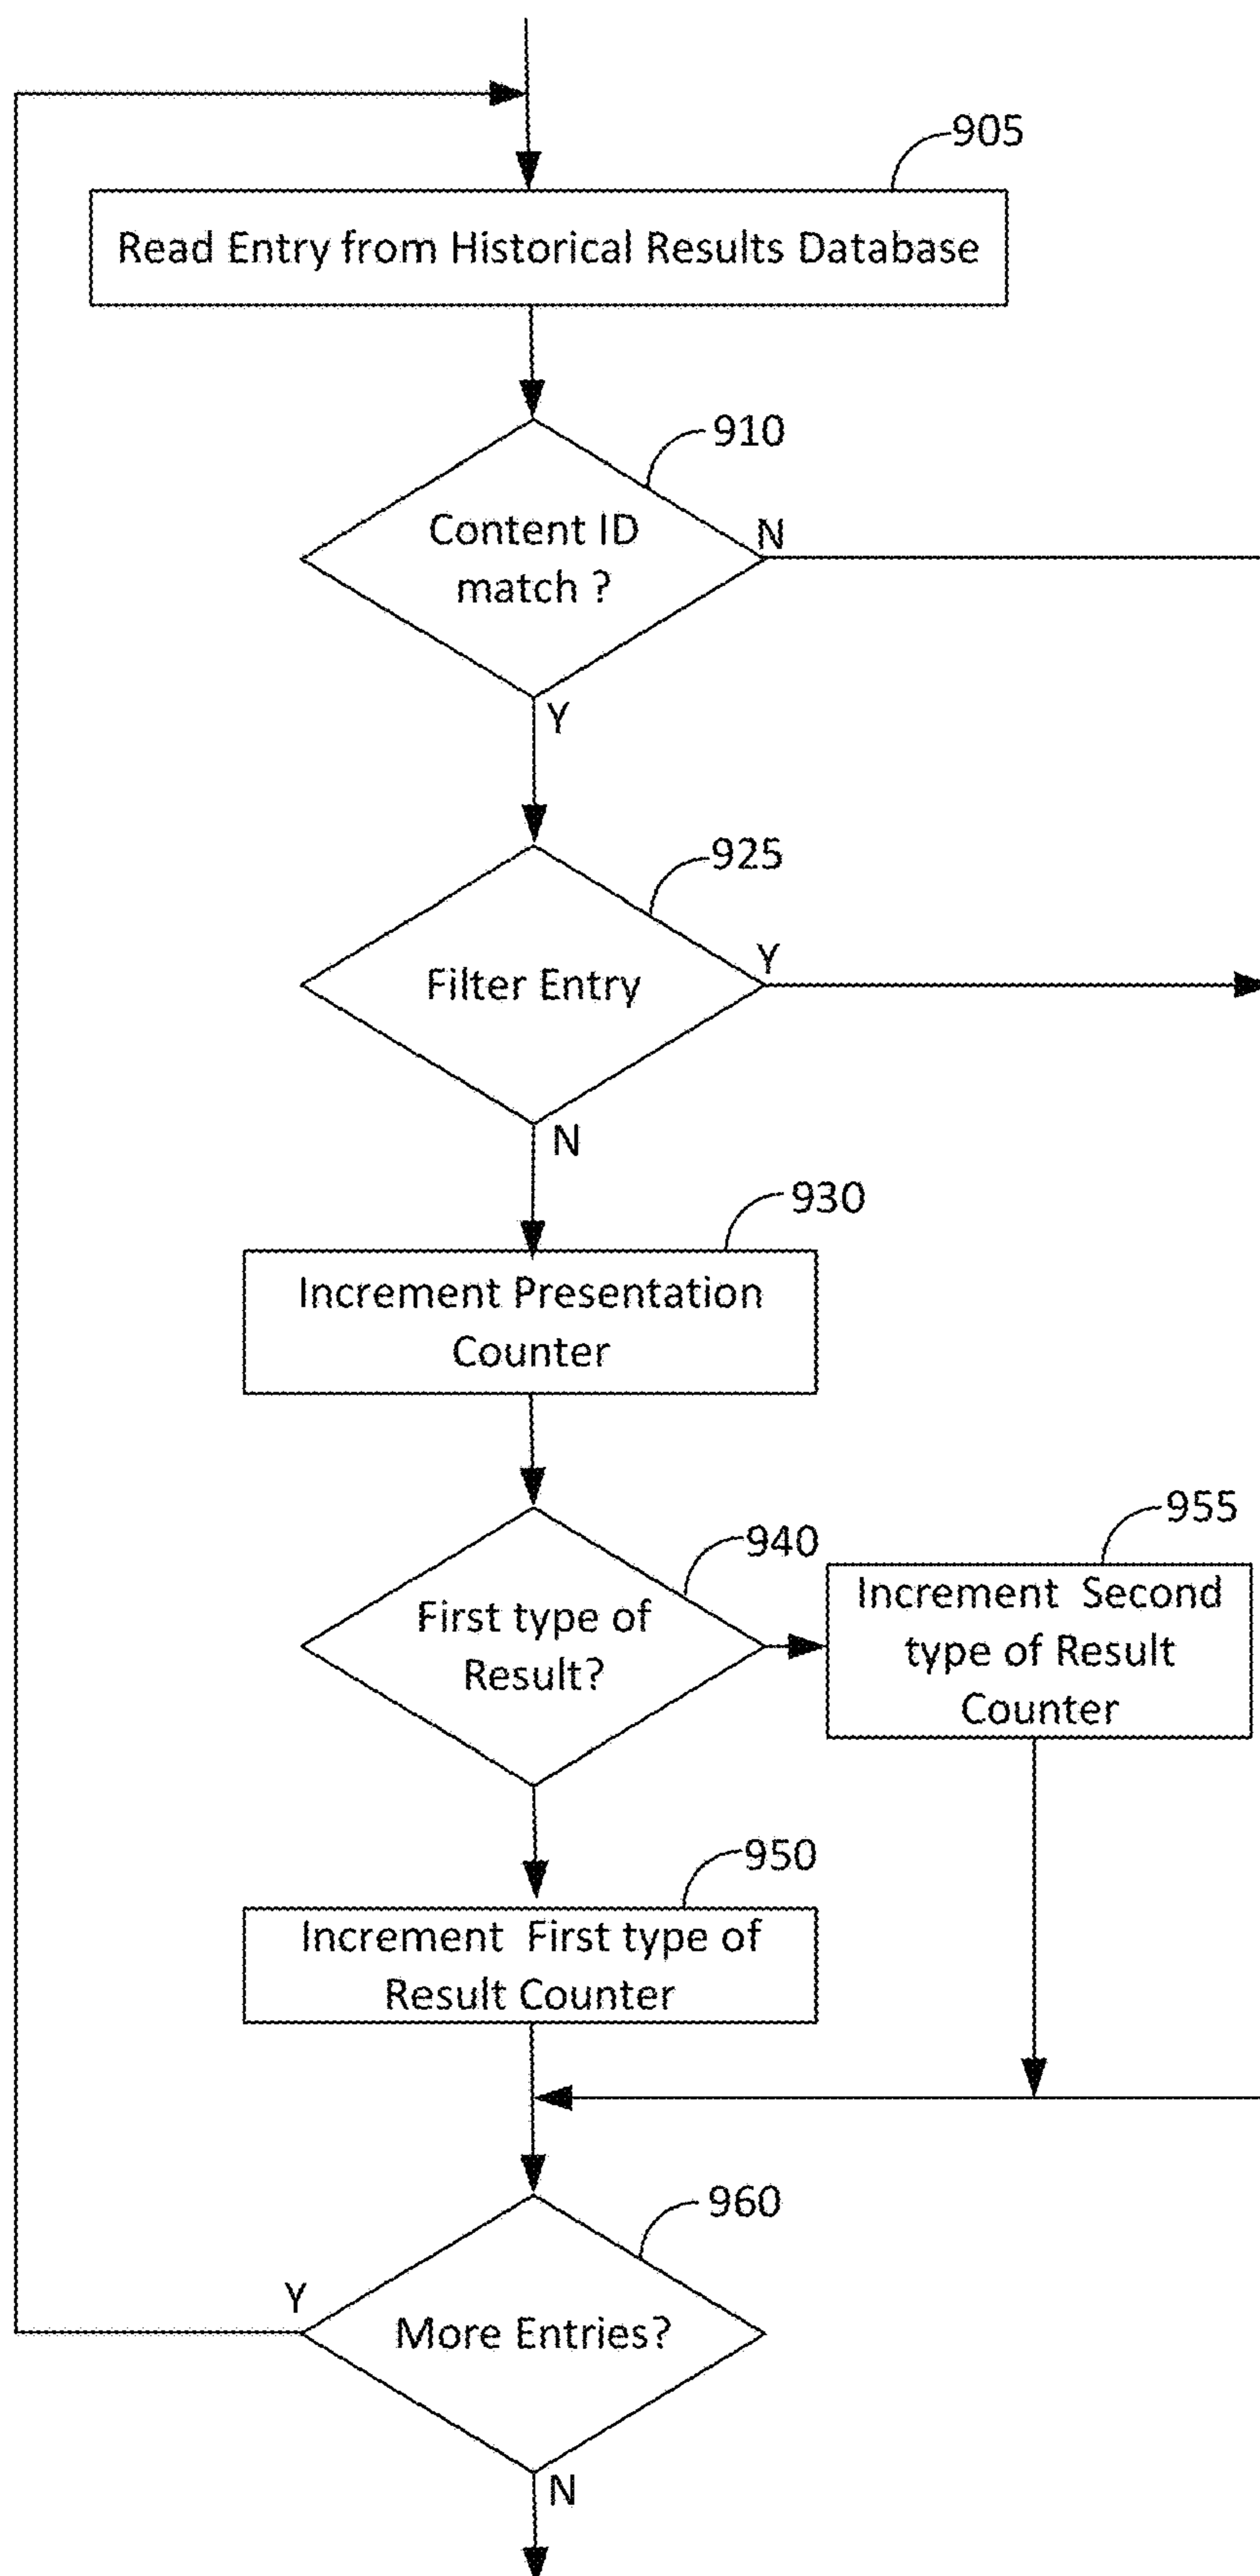 905
Read Entry from Historical Results Database
910
Content ID
match ?
N
Y
925
Filter Entry
Y
N
930
Increment Presentation
Counter
940
First type of
Result?
955
Increment Second
type of Result
Counter
950
Increment First type of
Result Counter
960
More Entries?
Y
N